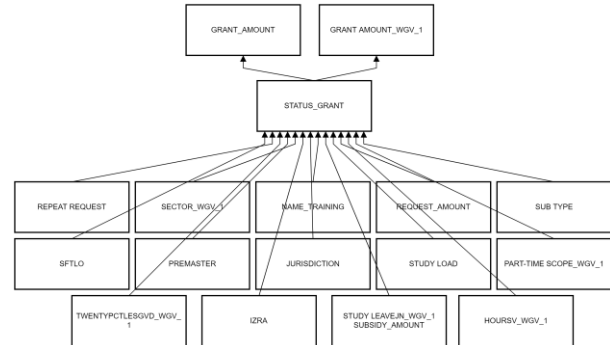 GRANT_AMOUNT
GRANT AMOUNT_WGV_1
STATUS_GRANT
REPEAT REQUEST
SECTOR_WGV_1
NAME_TRAINING
REQUEST_AMOUNT
SUB TYPE
SFTLO
PREMASTER
JURISDICTION
STUDY LOAD
PART-TIME SCOPE_WGV_1
TWENTYPCTLESGVD_WGV_
1
IZRA
STUDY LEAVEJN_WGV_1
SUBSIDY_AMOUNT
HOURSV_WGV_1